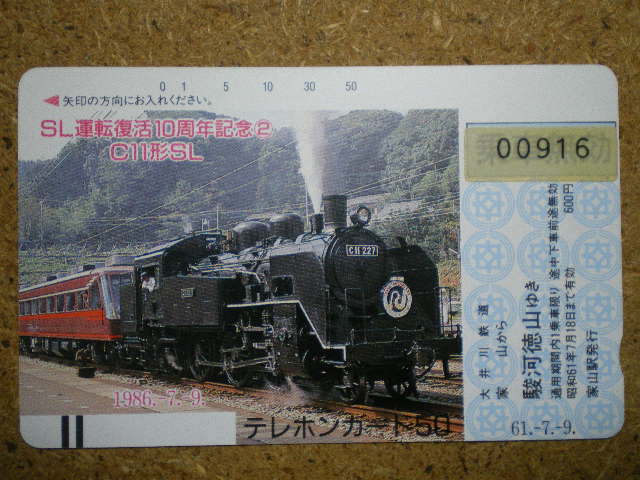 0 1 5 10 30 50
◀矢印の方向にお入れください。
SL運転復活10周年記念②
C11形SL
C11 227
1986.-7.-9.
テレホンカード50
00916
大井川鉄道
家山から
駿河徳山ゆき
通用期間内1回乗車限り 途中下車前途無効
昭和61年7月18日まで有効 600円
家山駅発行
61.-7.-9.